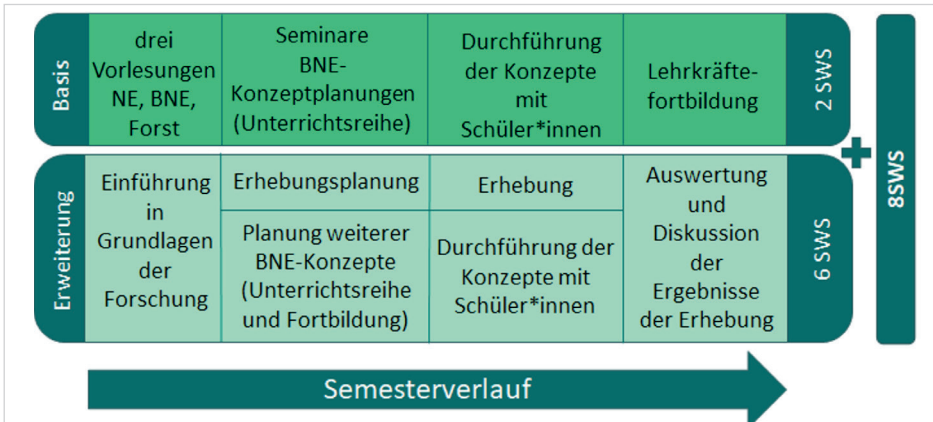 Basis
drei
Vorlesungen
NE, BNE,
Forst
Seminare
BNE-
Konzeptplanungen
(Unterrichtsreihe)
Durchführung
der Konzepte
mit
Schüler*innen
Lehrkräfte-
fortbildung
2 SWS
Erweiterung
Einführung
in
Grundlagen
der
Forschung
Erhebungsplanung
Planung weiterer
BNE-Konzepte
(Unterrichtsreihe
und Fortbildung)
Erhebung
Durchführung der
Konzepte mit
Schüler*innen
Auswertung
und
Diskussion
der
Ergebnisse
der Erhebung
6 SWS
+
8SWS
Semesterverlauf